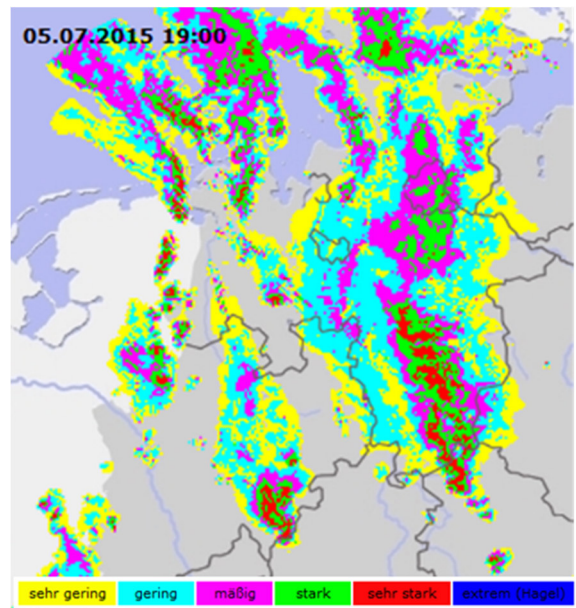 05.07.2015 19:00
sehr gering gering mäßig stark sehr stark extrem (Hagel)